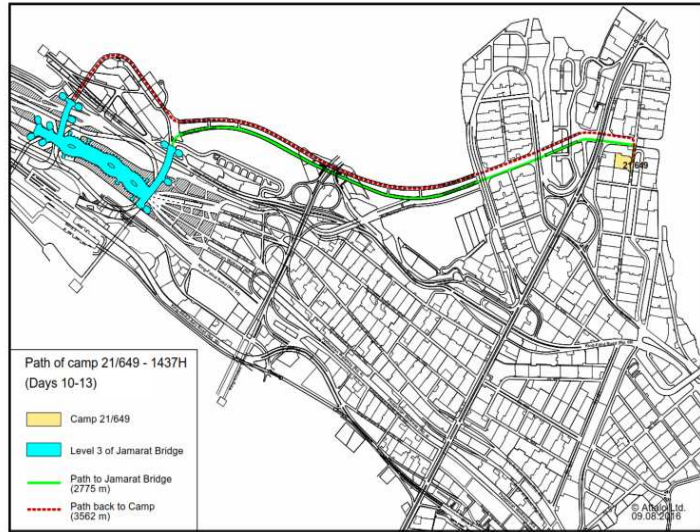 21/649
Path of camp 21/649 - 1437H
(Days 10-13)
Camp 21/649
Level 3 of Jamarat Bridge
Path to Jamarat Bridge
(2775 m)
Path back to Camp
(3562 m)
© Attalo Ltd.
09.08.2016